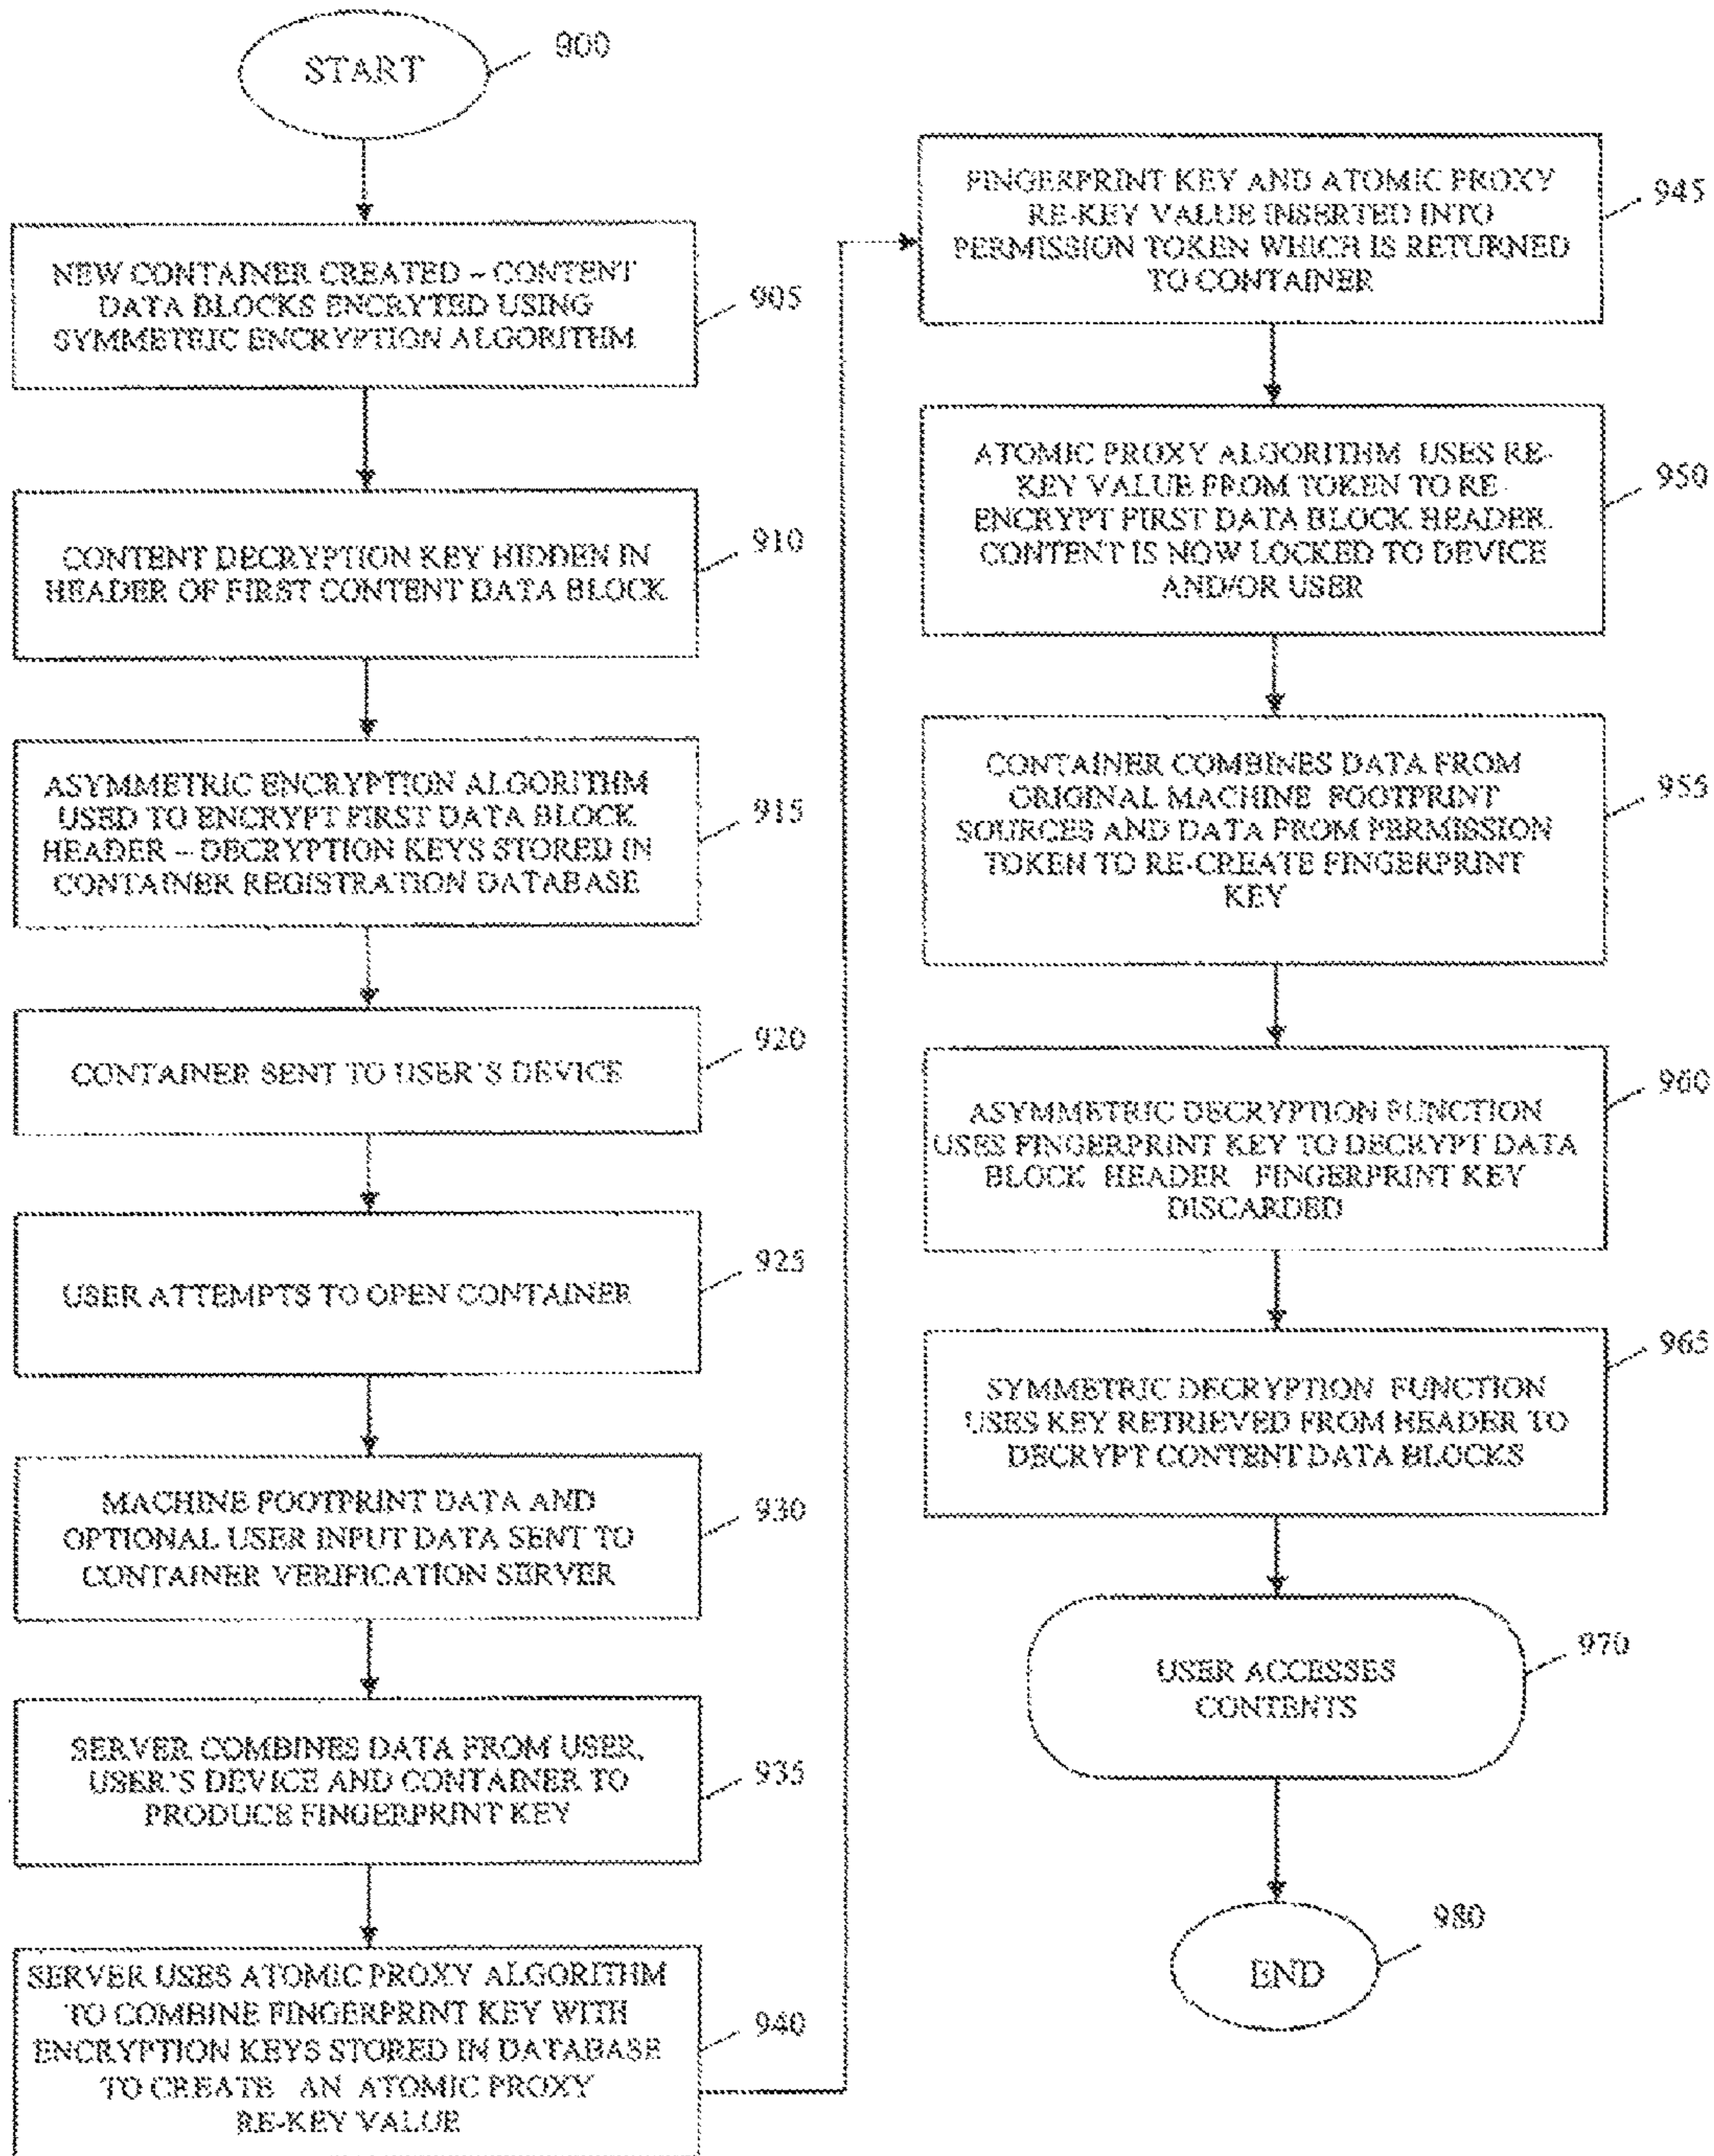 START
900
NEW CONTAINER CREATED – CONTENT
DATA BLOCKS ENCRYTED USING
SYMMETRIC ENCRYPTION ALGORITHM
905
CONTENT DECRYPTION KEY HIDDEN IN
HEADER OF FIRST CONTENT DATA BLOCK
910
ASYMMETRIC ENCRYPTION ALGORITHM
USED TO ENCRYPT FIRST DATA BLOCK
HEADER – DECRYPTION KEYS STORED IN
CONTAINER REGISTRATION DATABASE
915
CONTAINER SENT TO USER'S DEVICE
920
USER ATTEMPTS TO OPEN CONTAINER
925
MACHINE FOOTPRINT DATA AND
OPTIONAL USER INPUT DATA SENT TO
CONTAINER VERIFICATION SERVER
930
SERVER COMBINES DATA FROM USER,
USER'S DEVICE AND CONTAINER TO
PRODUCE FINGERPRINT KEY
935
SERVER USES ATOMIC PROXY ALGORITHM
TO COMBINE FINGERPRINT KEY WITH
ENCRYPTION KEYS STORED IN DATABASE
TO CREATE AN ATOMIC PROXY
RE-KEY VALUE
940
FINGERPRINT KEY AND ATOMIC PROXY
RE-KEY VALUE INSERTED INTO
PERMISSION TOKEN WHICH IS RETURNED
TO CONTAINER
945
ATOMIC PROXY ALGORITHM USES RE-
KEY VALUE FROM TOKEN TO RE-
ENCRYPT FIRST DATA BLOCK HEADER.
CONTENT IS NOW LOCKED TO DEVICE
AND/OR USER
950
CONTAINER COMBINES DATA FROM
ORIGINAL MACHINE FOOTPRINT
SOURCES AND DATA FROM PERMISSION
TOKEN TO RE-CREATE FINGERPRINT
KEY
955
ASYMMETRIC DECRYPTION FUNCTION
USES FINGERPRINT KEY TO DECRYPT DATA
BLOCK HEADER FINGERPRINT KEY
DISCARDED
960
SYMMETRIC DECRYPTION FUNCTION
USES KEY RETRIEVED FROM HEADER TO
DECRYPT CONTENT DATA BLOCKS
965
USER ACCESSES
CONTENTS
970
END
980